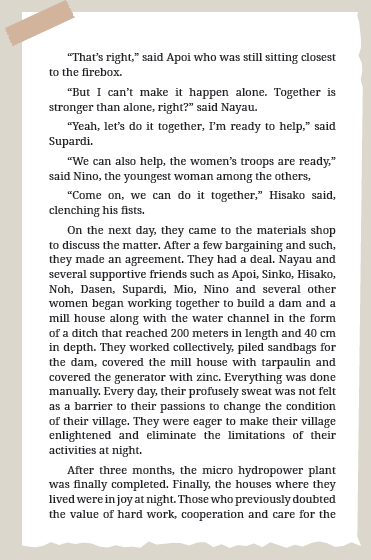 “That’s right,” said Apoi who was still sitting closest
to the firebox.
“But I can’t make it happen alone. Together is
stronger than alone, right?” said Nayau.
“Yeah, let’s do it together, I’m ready to help,” said
Supardi.
“We can also help, the women’s troops are ready,”
said Nino, the youngest woman among the others,
“Come on, we can do it together,” Hisako said,
clenching his fists.
On the next day, they came to the materials shop
to discuss the matter. After a few bargaining and such,
they made an agreement. They had a deal. Nayau and
several supportive friends such as Apoi, Sinko, Hisako,
Noh, Dasen, Supardi, Mio, Nino and several other
women began working together to build a dam and a
mill house along with the water channel in the form
of a ditch that reached 200 meters in length and 40 cm
in depth. They worked collectively, piled sandbags for
the dam, covered the mill house with tarpaulin and
covered the generator with zinc. Everything was done
manually. Every day, their profusely sweat was not felt
as a barrier to their passions to change the condition
of their village. They were eager to make their village
enlightened and eliminate the limitations of their
activities at night.
After three months, the micro hydropower plant
was finally completed. Finally, the houses where they
lived were in joy at night. Those who previously doubted
the value of hard work, cooperation and care for the